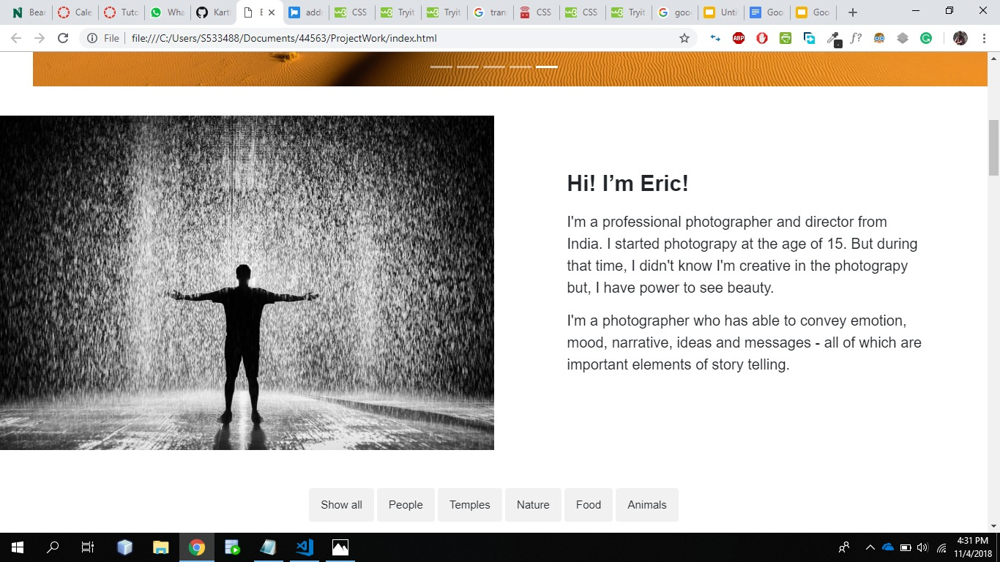 Bear
Cale
Tuto
Wha
Kart
E
addr
CSS
Tryit
Tryit
tran
CSS
CSS
Tryit
goo
Unti
Goo
Goo
File
file:///C:/Users/S533488/Documents/44563/ProjectWork/index.html
ABP
f?
Hi! I’m Eric!
I'm a professional photographer and director from
India. I started photograpy at the age of 15. But during
that time, I didn't know I'm creative in the photograpy
but, I have power to see beauty.
I'm a photographer who has able to convey emotion,
mood, narrative, ideas and messages - all of which are
important elements of story telling.
Show all
People
Temples
Nature
Food
Animals
4:31 PM
11/4/2018